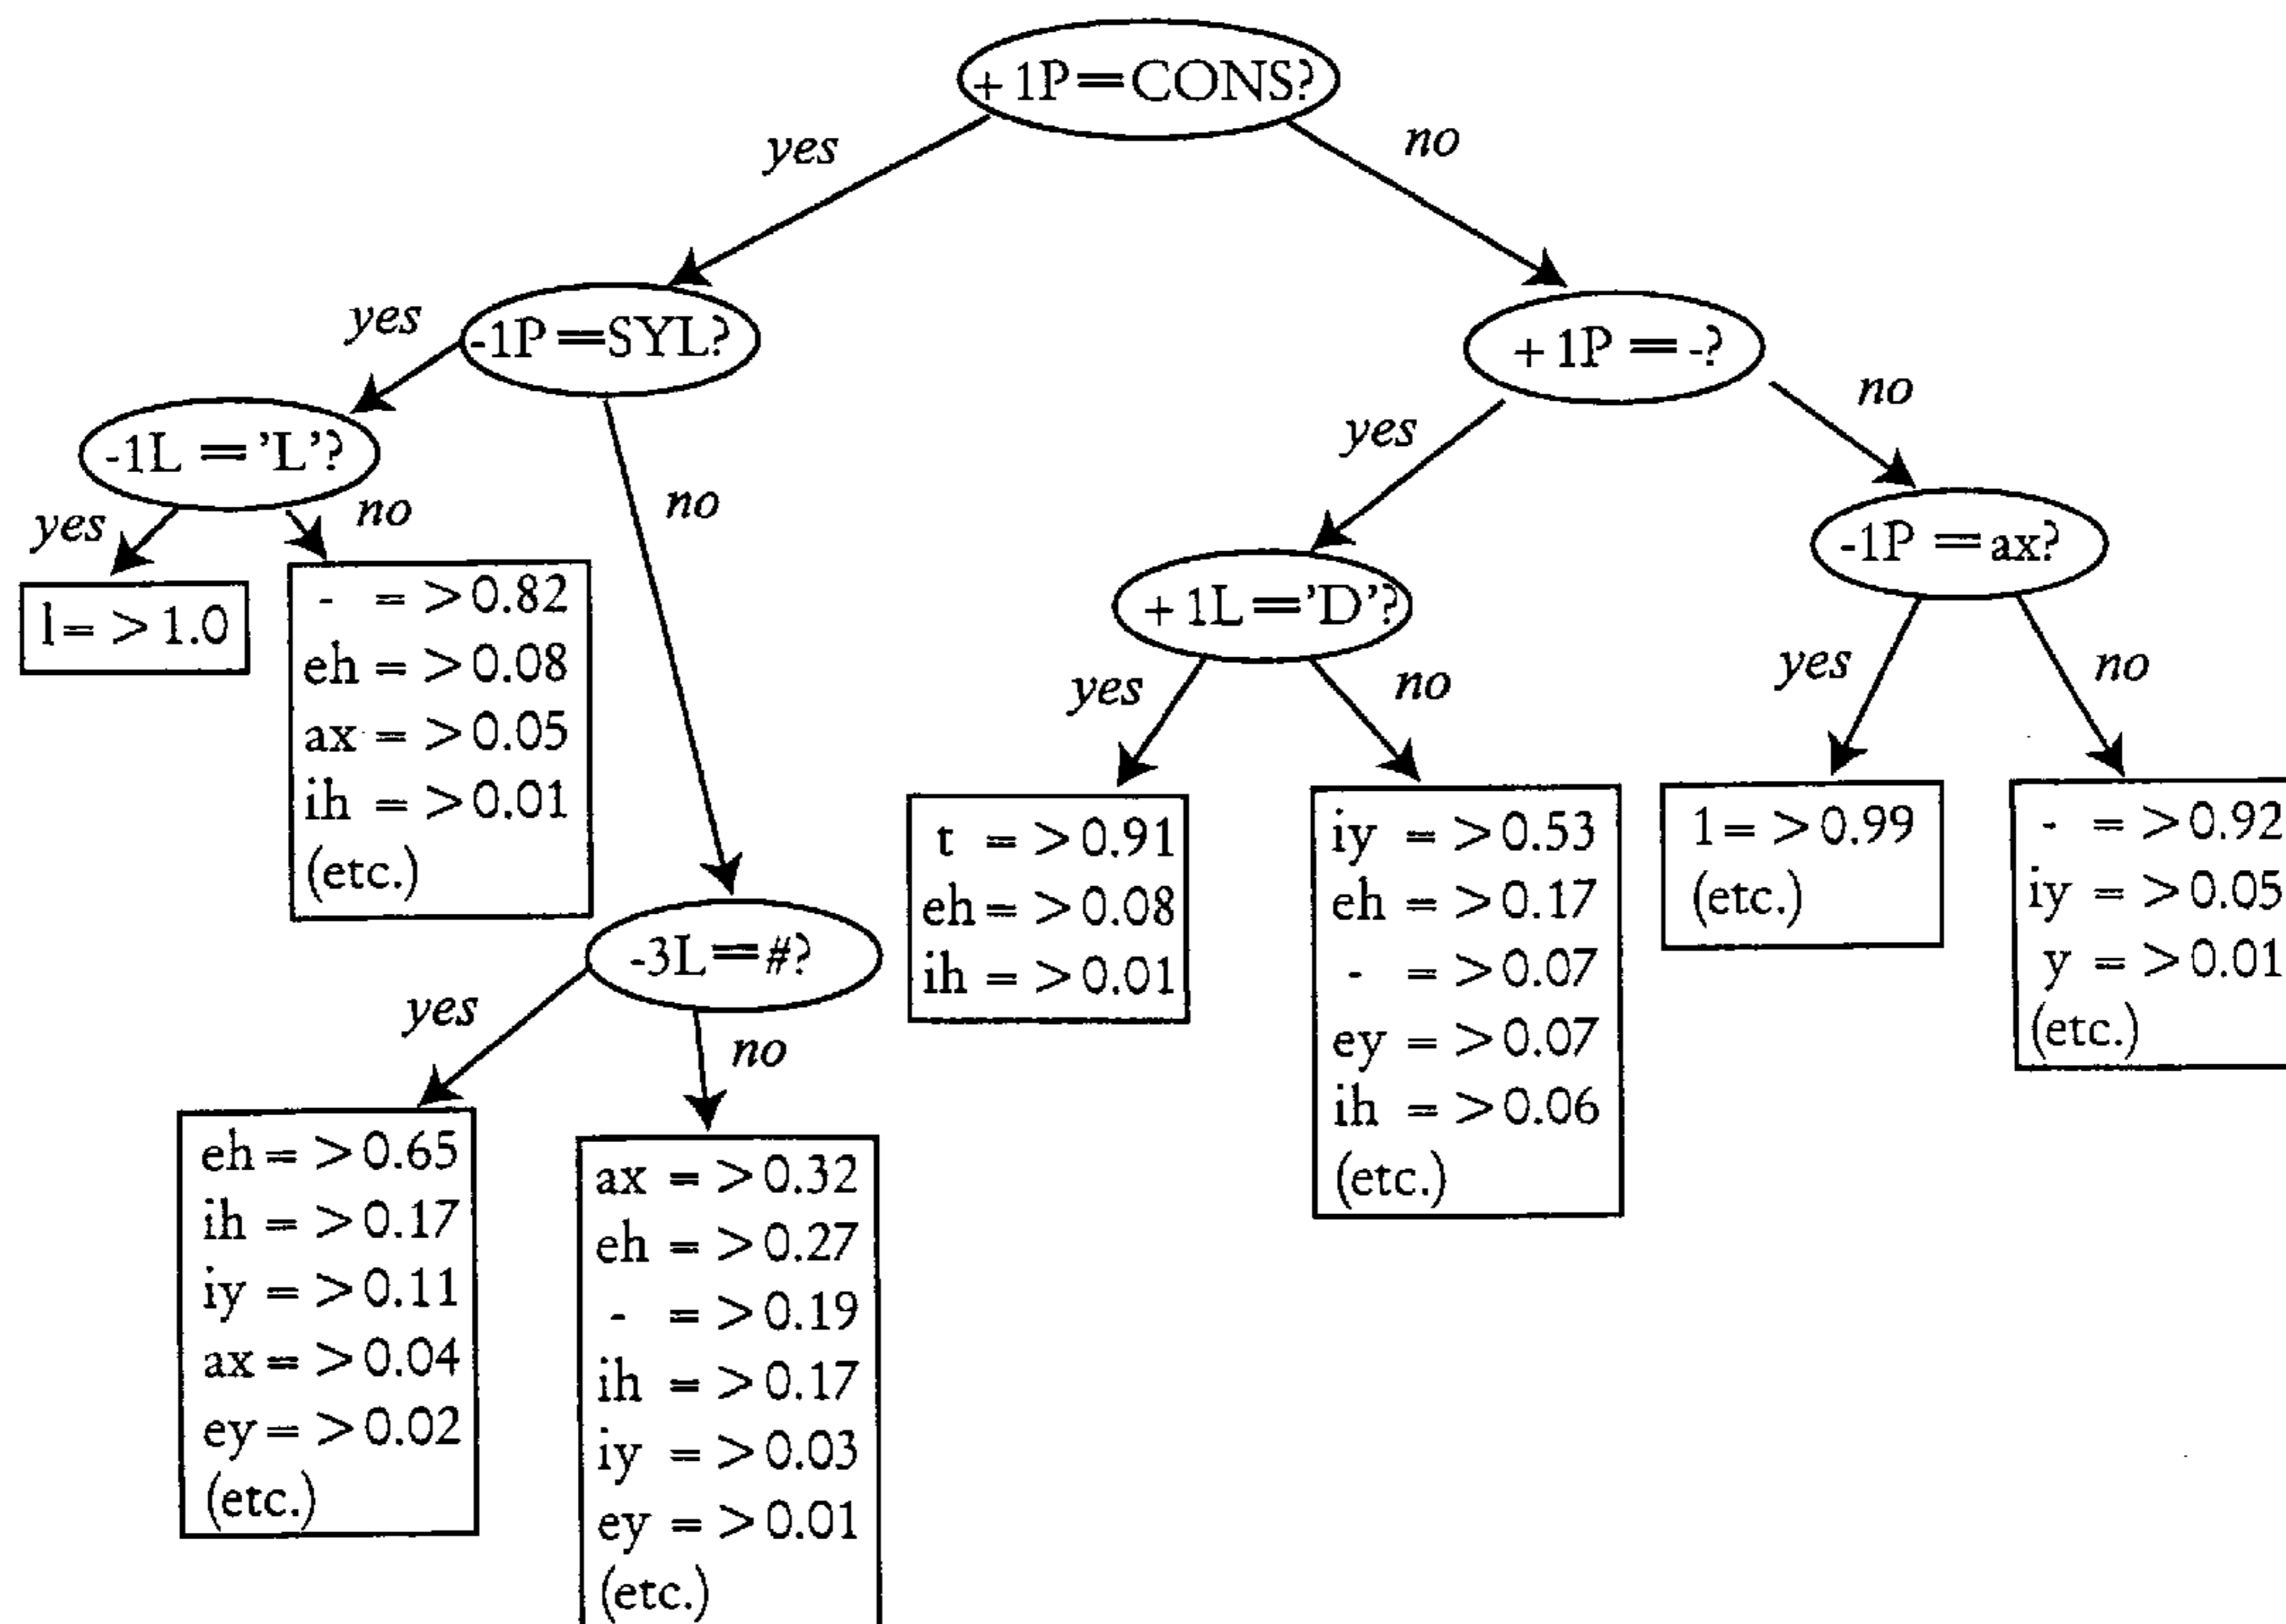 +1P=CONS?
yes
no
-1P=SYL?
yes
no
+1P=-?
yes
no
-1L='L'?
yes
no
l=>1.0
- =>0.82
eh=>0.08
ax=>0.05
ih=>0.01
(etc.)
-3L=#?
yes
no
eh=>0.65
ih=>0.17
iy=>0.11
ax=>0.04
ey=>0.02
(etc.)
ax=>0.32
eh=>0.27
- =>0.19
ih=>0.17
iy=>0.03
ey=>0.01
(etc.)
+1L='D'?
yes
no
t=>0.91
eh=>0.08
ih=>0.01
iy=>0.53
eh=>0.17
- =>0.07
ey=>0.07
ih=>0.06
(etc.)
-1P=ax?
yes
no
1=>0.99
(etc.)
- =>0.92
iy=>0.05
y=>0.01
(etc.)